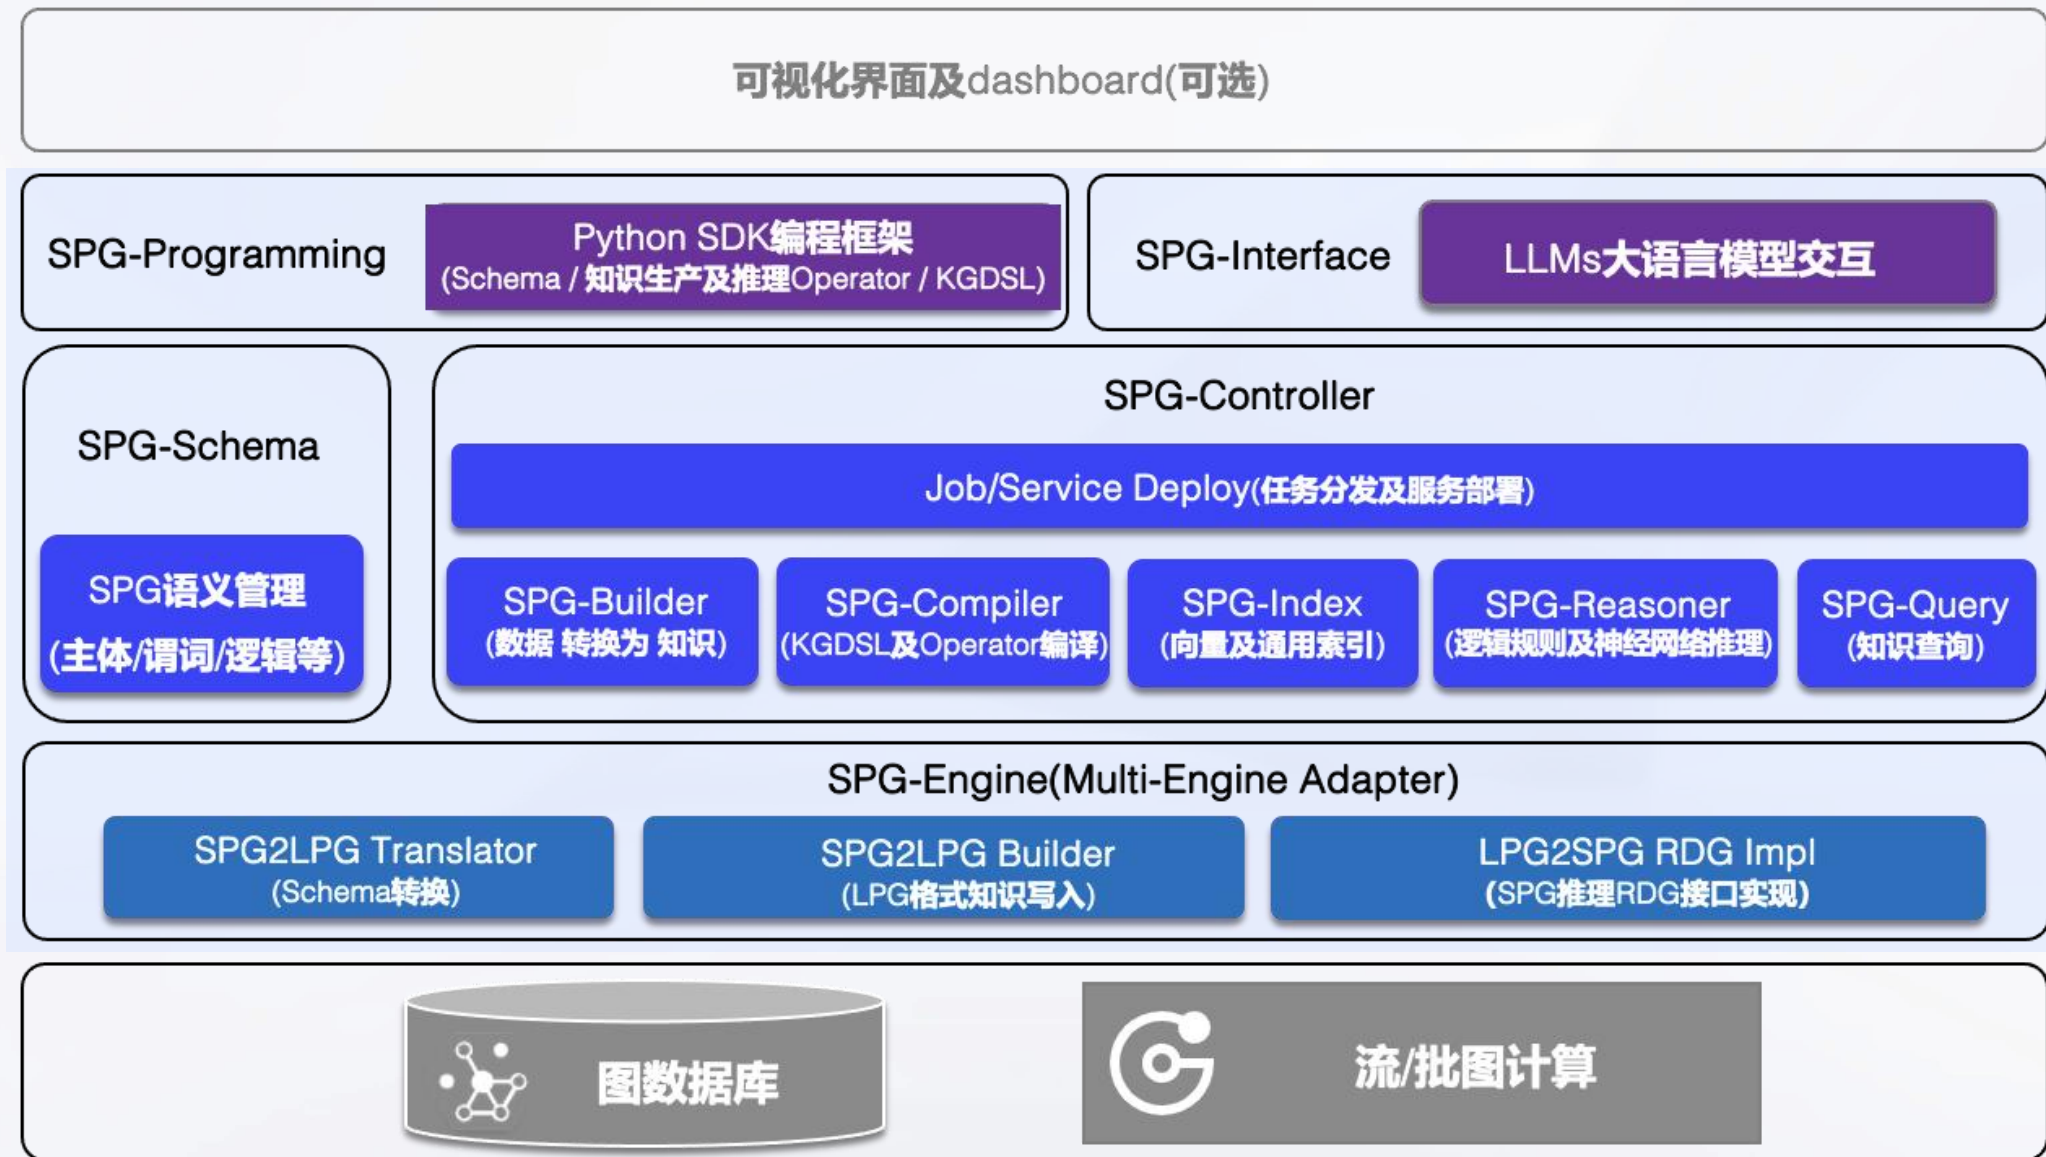 可视化界面及dashboard(可选)
SPG-Programming
Python SDK编程框架
(Schema / 知识生产及推理Operator / KGDSL)
SPG-Interface
LLMs大语言模型交互
SPG-Schema
SPG语义管理
(主体/谓词/逻辑等)
SPG-Controller
Job/Service Deploy(任务分发及服务部署)
SPG-Builder
(数据 转换为 知识)
SPG-Compiler
(KGDSL及Operator编译)
SPG-Index
(向量及通用索引)
SPG-Reasoner
(逻辑规则及神经网络推理)
SPG-Query
(知识查询)
SPG-Engine(Multi-Engine Adapter)
SPG2LPG Translator
(Schema转换)
SPG2LPG Builder
(LPG格式知识写入)
LPG2SPG RDG Impl
(SPG推理RDG接口实现)
图数据库
流/批图计算